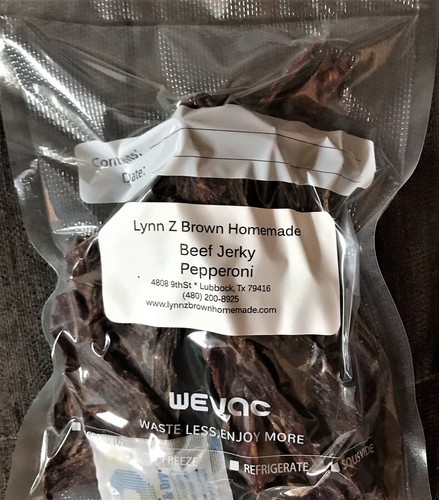 Contents:
Date:
Lynn Z Brown Homemade
Beef Jerky
Pepperoni
4808 9thSt * Lubbock, Tx 79416
(480) 200-8925
www.lynnzbrownhomemade.com
wevac
WASTE LESS,ENJOY MORE
FREEZE
REFRIGERATE
SOUSVIDE